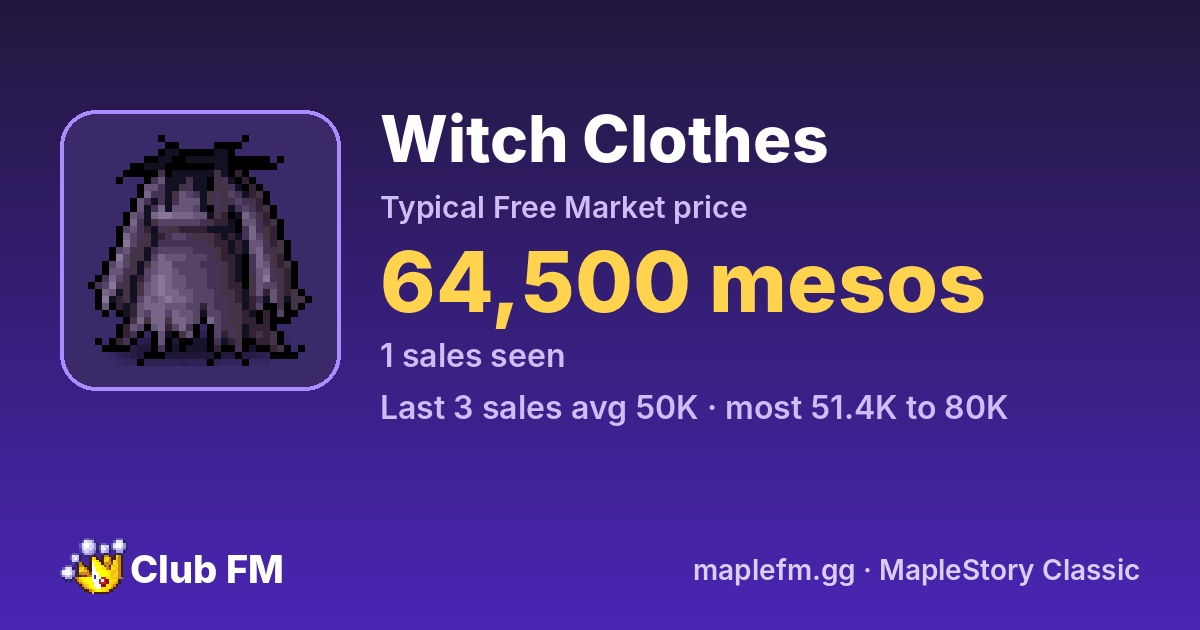 Witch Clothes
Typical Free Market price
64,500 mesos
1 sales seen
Last 3 sales avg 50K · most 51.4K to 80K
Club FM
maplefm.gg · MapleStory Classic